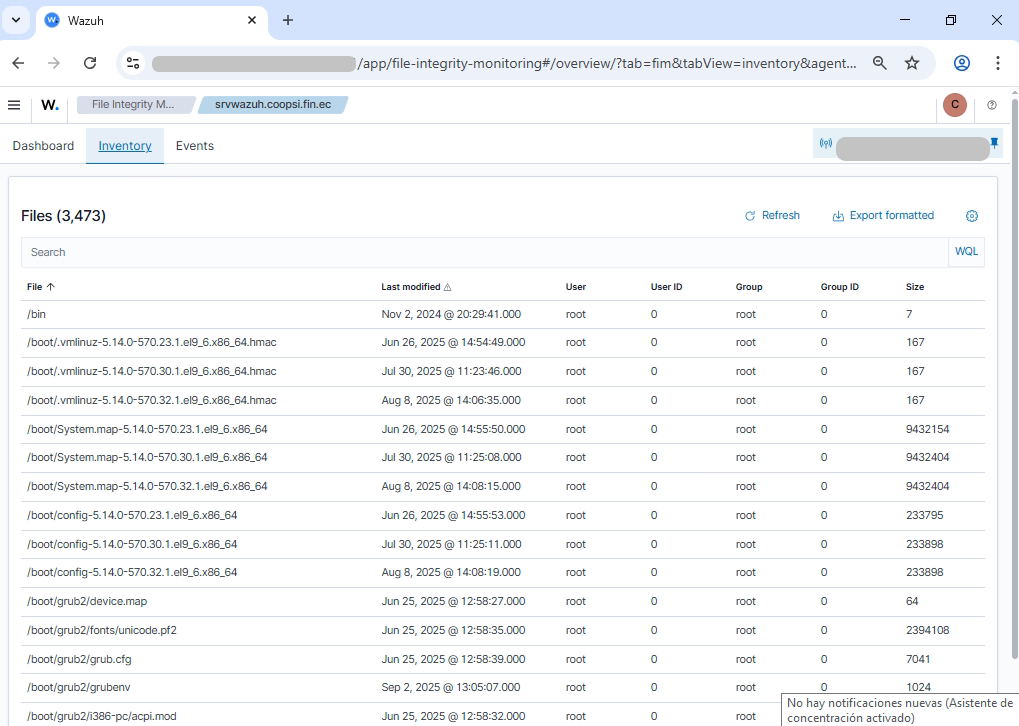 Wazuh
/app/file-integrity-monitoring#/overview/?tab=fim&tabView=inventory&agent...
W. File Integrity M... srvwazuh.coopsi.fin.ec C
Dashboard Inventory Events
Files (3,473) Refresh Export formatted
Search WQL
File Last modified User User ID Group Group ID Size
/bin Nov 2, 2024 @ 20:29:41.000 root 0 root 0 7
/boot/.vmlinuz-5.14.0-570.23.1.el9_6.x86_64.hmac Jun 26, 2025 @ 14:54:49.000 root 0 root 0 167
/boot/.vmlinuz-5.14.0-570.30.1.el9_6.x86_64.hmac Jul 30, 2025 @ 11:23:46.000 root 0 root 0 167
/boot/.vmlinuz-5.14.0-570.32.1.el9_6.x86_64.hmac Aug 8, 2025 @ 14:06:35.000 root 0 root 0 167
/boot/System.map-5.14.0-570.23.1.el9_6.x86_64 Jun 26, 2025 @ 14:55:50.000 root 0 root 0 9432154
/boot/System.map-5.14.0-570.30.1.el9_6.x86_64 Jul 30, 2025 @ 11:25:08.000 root 0 root 0 9432404
/boot/System.map-5.14.0-570.32.1.el9_6.x86_64 Aug 8, 2025 @ 14:08:15.000 root 0 root 0 9432404
/boot/config-5.14.0-570.23.1.el9_6.x86_64 Jun 26, 2025 @ 14:55:53.000 root 0 root 0 233795
/boot/config-5.14.0-570.30.1.el9_6.x86_64 Jul 30, 2025 @ 11:25:11.000 root 0 root 0 233898
/boot/config-5.14.0-570.32.1.el9_6.x86_64 Aug 8, 2025 @ 14:08:19.000 root 0 root 0 233898
/boot/grub2/device.map Jun 25, 2025 @ 12:58:27.000 root 0 root 0 64
/boot/grub2/fonts/unicode.pf2 Jun 25, 2025 @ 12:58:35.000 root 0 root 0 2394108
/boot/grub2/grub.cfg Jun 25, 2025 @ 12:58:39.000 root 0 root 0 7041
/boot/grub2/grubenv Sep 2, 2025 @ 13:05:07.000 root 0 root 0 1024
/boot/grub2/i386-pc/acpi.mod Jun 25, 2025 @ 12:58:32.000 root 0 root
No hay notificaciones nuevas (Asistente de
concentración activado)